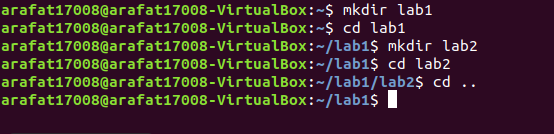 arafat17008@arafat17008-VirtualBox:~$ mkdir lab1
arafat17008@arafat17008-VirtualBox:~$ cd lab1
arafat17008@arafat17008-VirtualBox:~/lab1$ mkdir lab2
arafat17008@arafat17008-VirtualBox:~/lab1$ cd lab2
arafat17008@arafat17008-VirtualBox:~/lab1/lab2$ cd ..
arafat17008@arafat17008-VirtualBox:~/lab1$